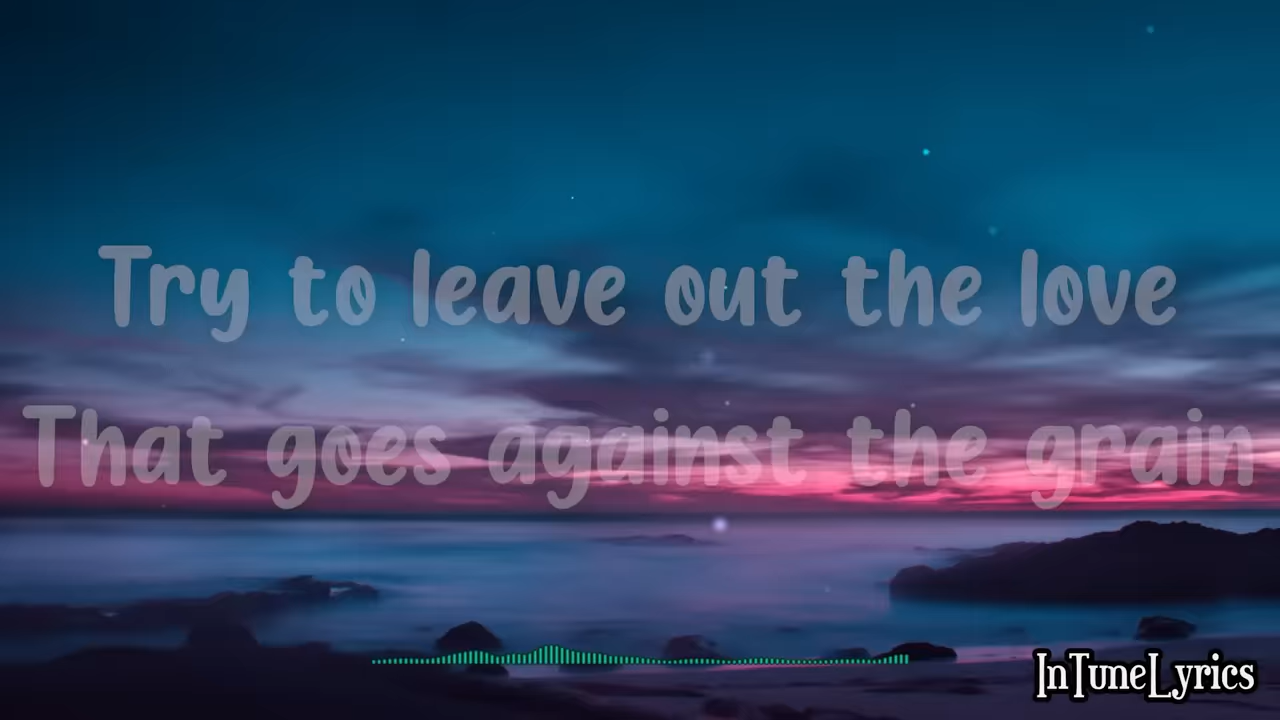 Try to leave out the love
That goes against the grain
InTuneLyrics